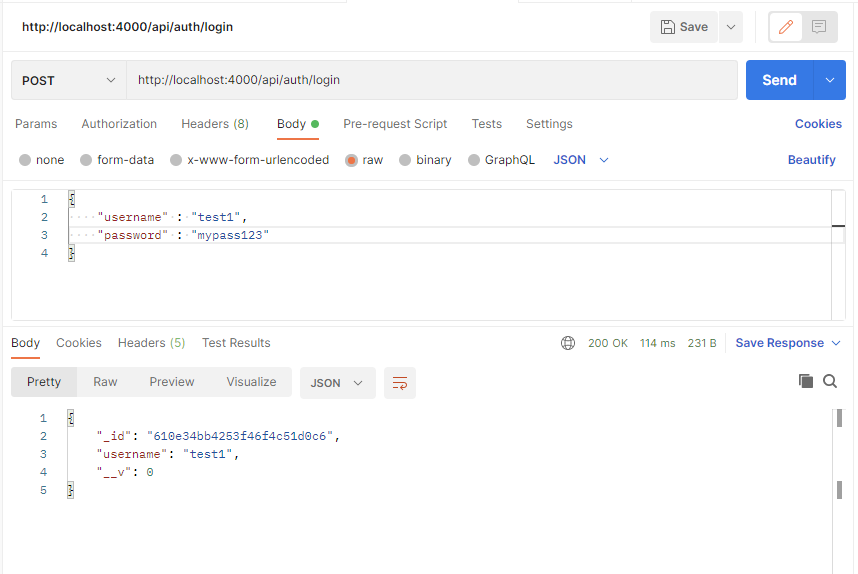 http://localhost:4000/api/auth/login Save
POST http://localhost:4000/api/auth/login Send
Params Authorization Headers (8) Body Pre-request Script Tests Settings Cookies
none form-data x-www-form-urlencoded raw binary GraphQL JSON Beautify
1 {
2 "username" : "test1",
3 "password" : "mypass123"
4 }
Body Cookies Headers (5) Test Results 200 OK 114 ms 231 B Save Response
Pretty Raw Preview Visualize JSON
1 {
2 "_id": "610e34bb4253f46f4c51d0c6",
3 "username": "test1",
4 "__v": 0
5 }